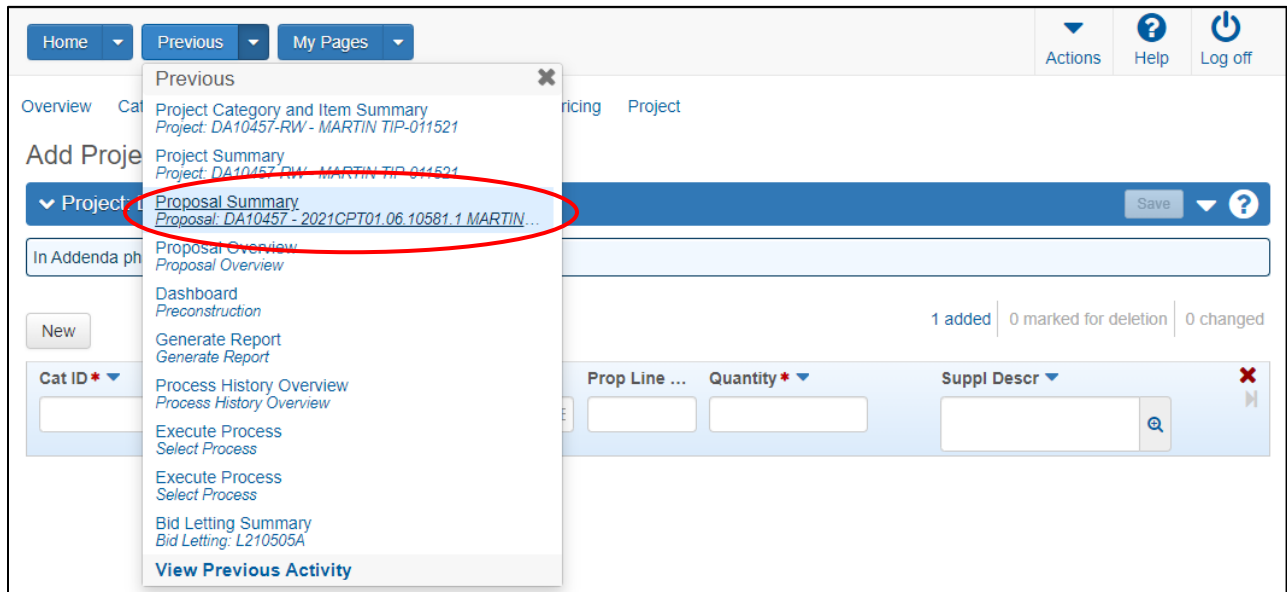 Home Previous My Pages
Actions Help Log off
Previous
Overview Cat ricing Project
Project Category and Item Summary
Project: DA10457-RW - MARTIN TIP-011521
Add Proje
Project Summary
Project: DA10457-RW - MARTIN TIP-011521
Project: Save
Proposal Summary
Proposal: DA10457 - 2021CPT01.06.10581.1 MARTIN...
In Addenda ph
Proposal Overview
Proposal Overview
Dashboard
Preconstruction
New
1 added 0 marked for deletion 0 changed
Generate Report
Generate Report
Cat ID* Prop Line ... Quantity* Suppl Descr
Process History Overview
Process History Overview
Execute Process
Select Process
Execute Process
Select Process
Bid Letting Summary
Bid Letting: L210505A
View Previous Activity